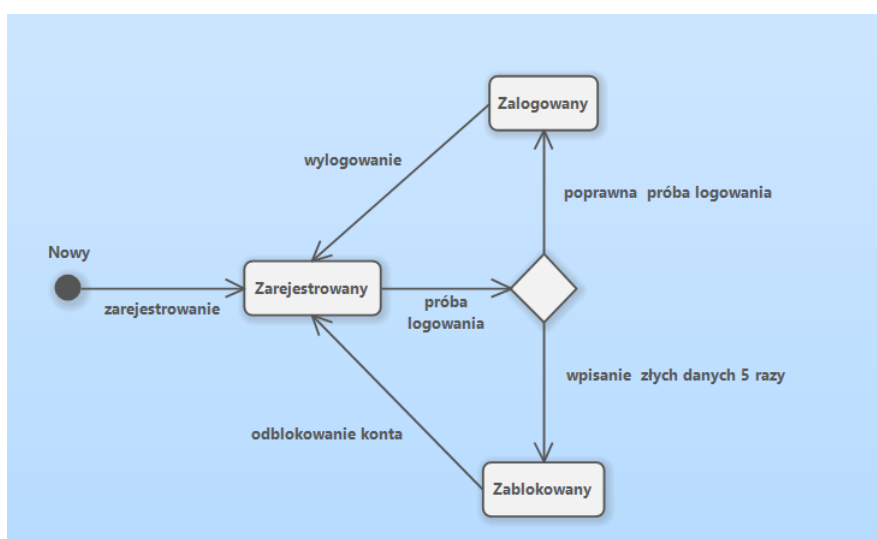 Zalogowany
wylogowanie
poprawna próba logowania
Nowy
Zarejestrowany
zarejestrowanie
próba
logowania
wpisanie złych danych 5 razy
odblokowanie konta
Zablokowany